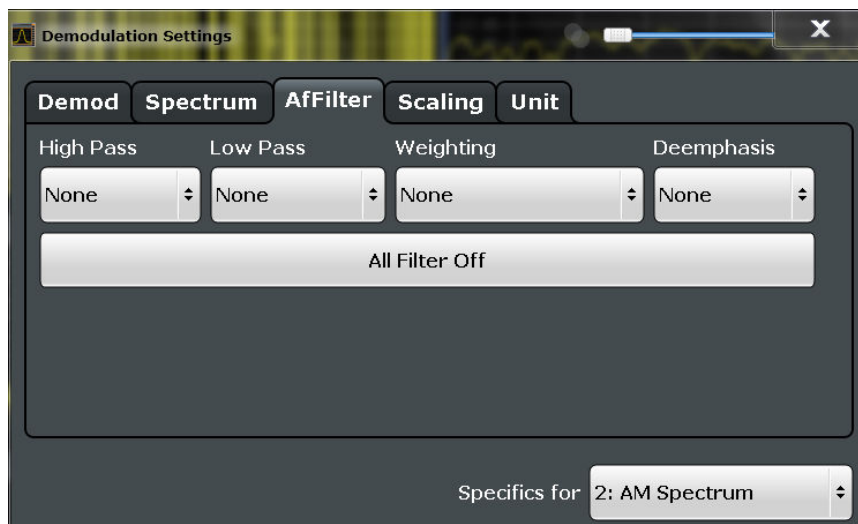 Demodulation Settings
X
Demod Spectrum AfFilter Scaling Unit
High Pass Low Pass Weighting Deemphasis
None None None None
All Filter Off
Specifics for 2: AM Spectrum